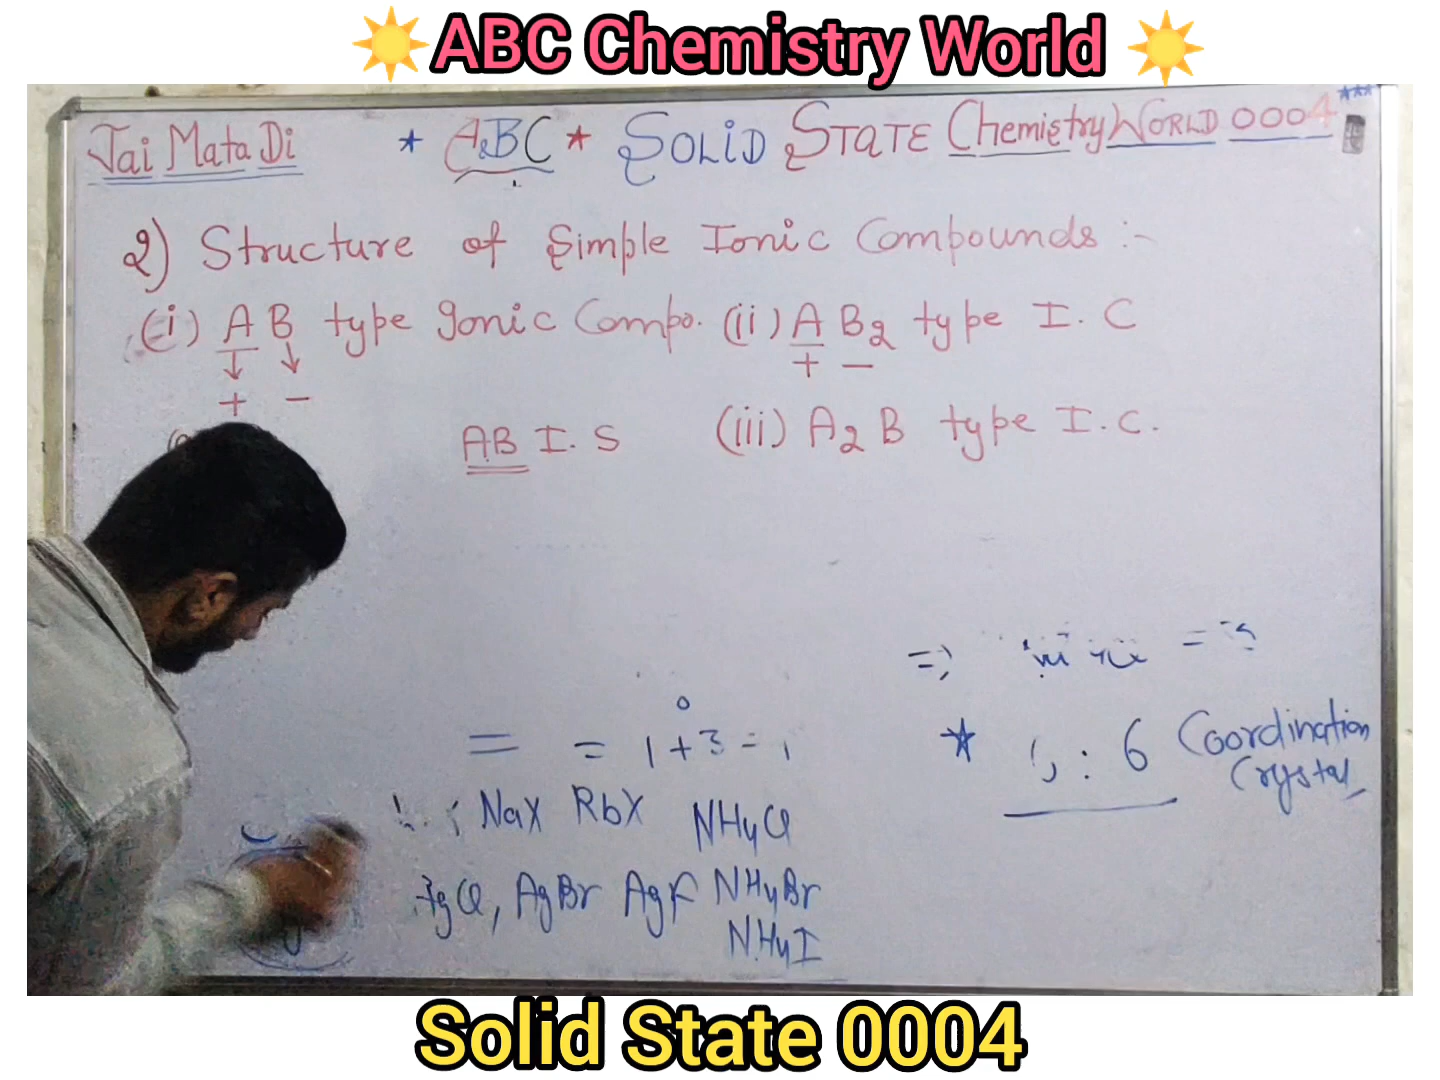 ABC Chemistry World
Jai Mata Di * ABC * SOLID STATE Chemistry WORLD 0004 ***
2) Structure of Simple Ionic Compounds :-
(i) A B type Ionic Compo. (ii) A B2 type I. C
+ - + -
AB I. S (iii) A2 B type I. C.
=>
= = 1 + 3 =
* : 6 Coordination
Crystal
NaX RbX NH4Cl
AgCl, AgBr AgF NH4Br
NH4I
Solid State 0004